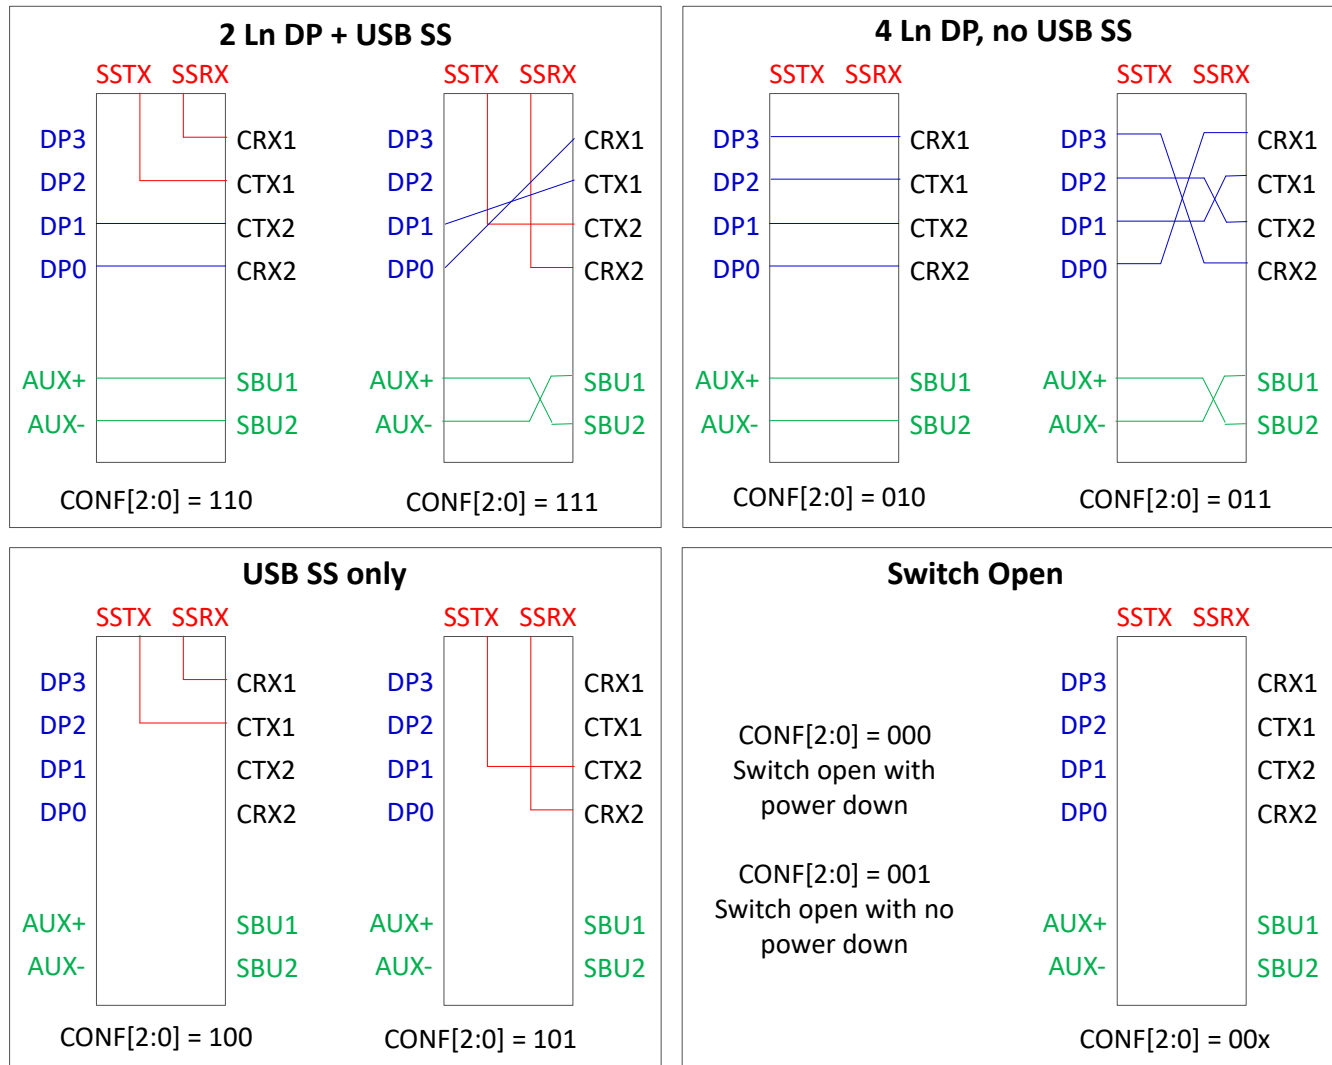 2 Ln DP + USB SS
SSTX SSRX
DP3
DP2
DP1
DP0
CRX1
CTX1
CTX2
CRX2
AUX+
AUX-
SBU1
SBU2
CONF[2:0] = 110
SSTX SSRX
DP3
DP2
DP1
DP0
CRX1
CTX1
CTX2
CRX2
AUX+
AUX-
SBU1
SBU2
CONF[2:0] = 111
4 Ln DP, no USB SS
SSTX SSRX
DP3
DP2
DP1
DP0
CRX1
CTX1
CTX2
CRX2
AUX+
AUX-
SBU1
SBU2
CONF[2:0] = 010
SSTX SSRX
DP3
DP2
DP1
DP0
CRX1
CTX1
CTX2
CRX2
AUX+
AUX-
SBU1
SBU2
CONF[2:0] = 011
USB SS only
SSTX SSRX
DP3
DP2
DP1
DP0
CRX1
CTX1
CTX2
CRX2
AUX+
AUX-
SBU1
SBU2
CONF[2:0] = 100
SSTX SSRX
DP3
DP2
DP1
DP0
CRX1
CTX1
CTX2
CRX2
AUX+
AUX-
SBU1
SBU2
CONF[2:0] = 101
Switch Open
CONF[2:0] = 000
Switch open with
power down
CONF[2:0] = 001
Switch open with no
power down
SSTX SSRX
DP3
DP2
DP1
DP0
CRX1
CTX1
CTX2
CRX2
AUX+
AUX-
SBU1
SBU2
CONF[2:0] = 00x